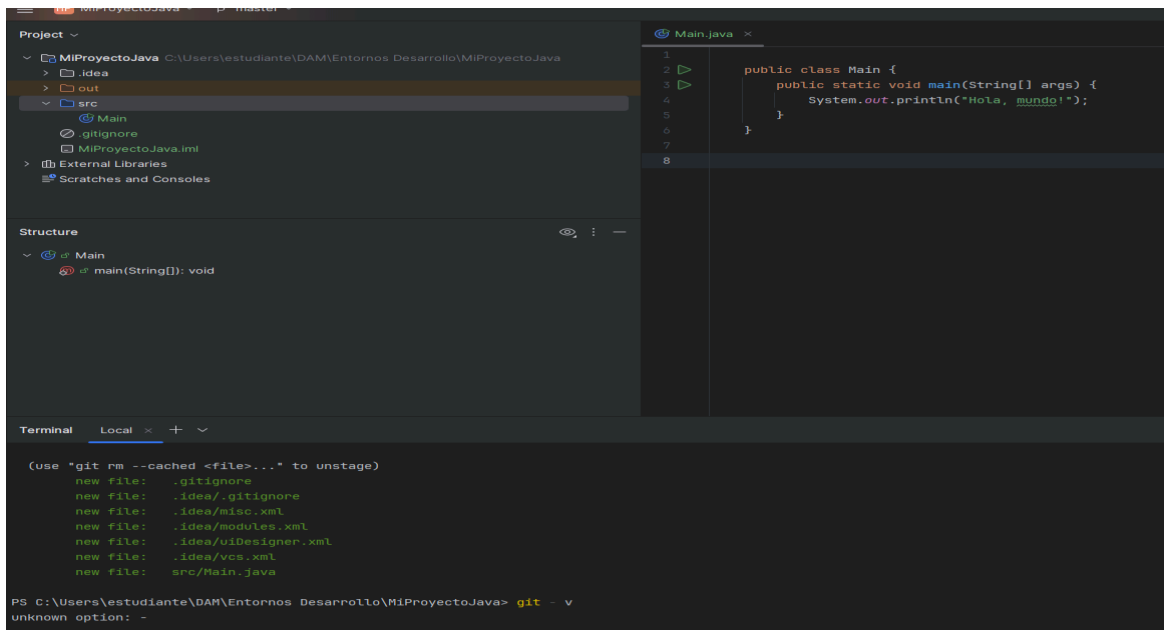 MP MiProyectoJava master
Project
MiProyectoJava C:\Users\estudiante\DAM\Entornos Desarrollo\MiProyectoJava
.idea
out
src
Main
.gitignore
MiProyectoJava.iml
External Libraries
Scratches and Consoles
Structure
Main
main(String[]): void
Main.java ×
1
2 public class Main {
3 public static void main(String[] args) {
4 System.out.println("Hola, mundo!");
5 }
6 }
7
8
Terminal Local × +
(use "git rm --cached <file>..." to unstage)
new file: .gitignore
new file: .idea/.gitignore
new file: .idea/misc.xml
new file: .idea/modules.xml
new file: .idea/uiDesigner.xml
new file: .idea/vcs.xml
new file: src/Main.java
PS C:\Users\estudiante\DAM\Entornos Desarrollo\MiProyectoJava> git - v
unknown option: -